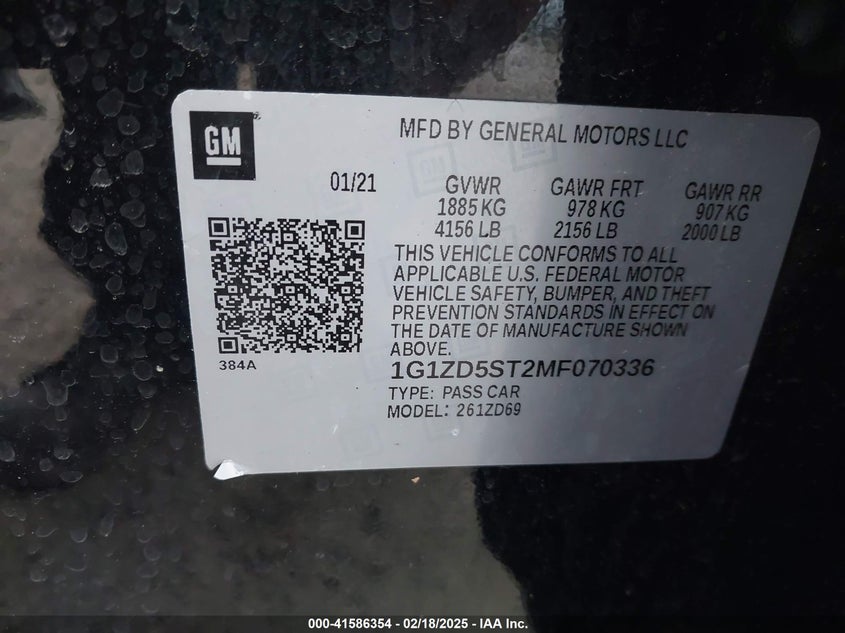 GM
MFD BY GENERAL MOTORS LLC
01/21
GVWR GAWR FRT GAWR RR
1885 KG 978 KG 907 KG
4156 LB 2156 LB 2000 LB
THIS VEHICLE CONFORMS TO ALL
APPLICABLE U.S. FEDERAL MOTOR
VEHICLE SAFETY, BUMPER, AND THEFT
PREVENTION STANDARDS IN EFFECT ON
THE DATE OF MANUFACTURE SHOWN
ABOVE.
384A
1G1ZD5ST2MF070336
TYPE: PASS CAR
MODEL: 261ZD69
000-41586354 - 02/18/2025 - IAA Inc.